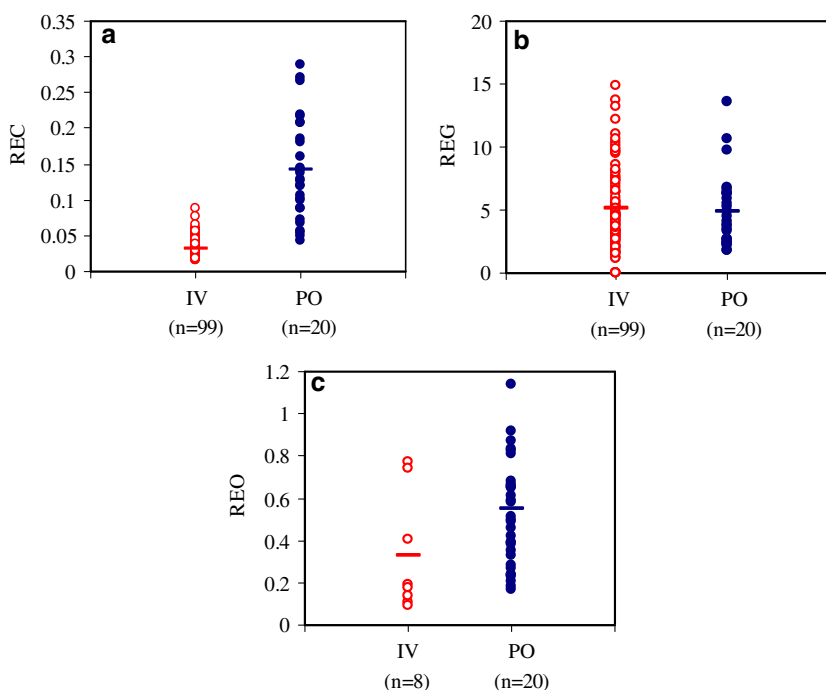 a
0.35
0.3
0.25
0.2
0.15
0.1
0.05
0
REC
IV
PO
(n=99)
(n=20)
b
20
15
10
5
0
REG
IV
PO
(n=99)
(n=20)
c
1.2
1
0.8
0.6
0.4
0.2
0
REO
IV
PO
(n=8)
(n=20)